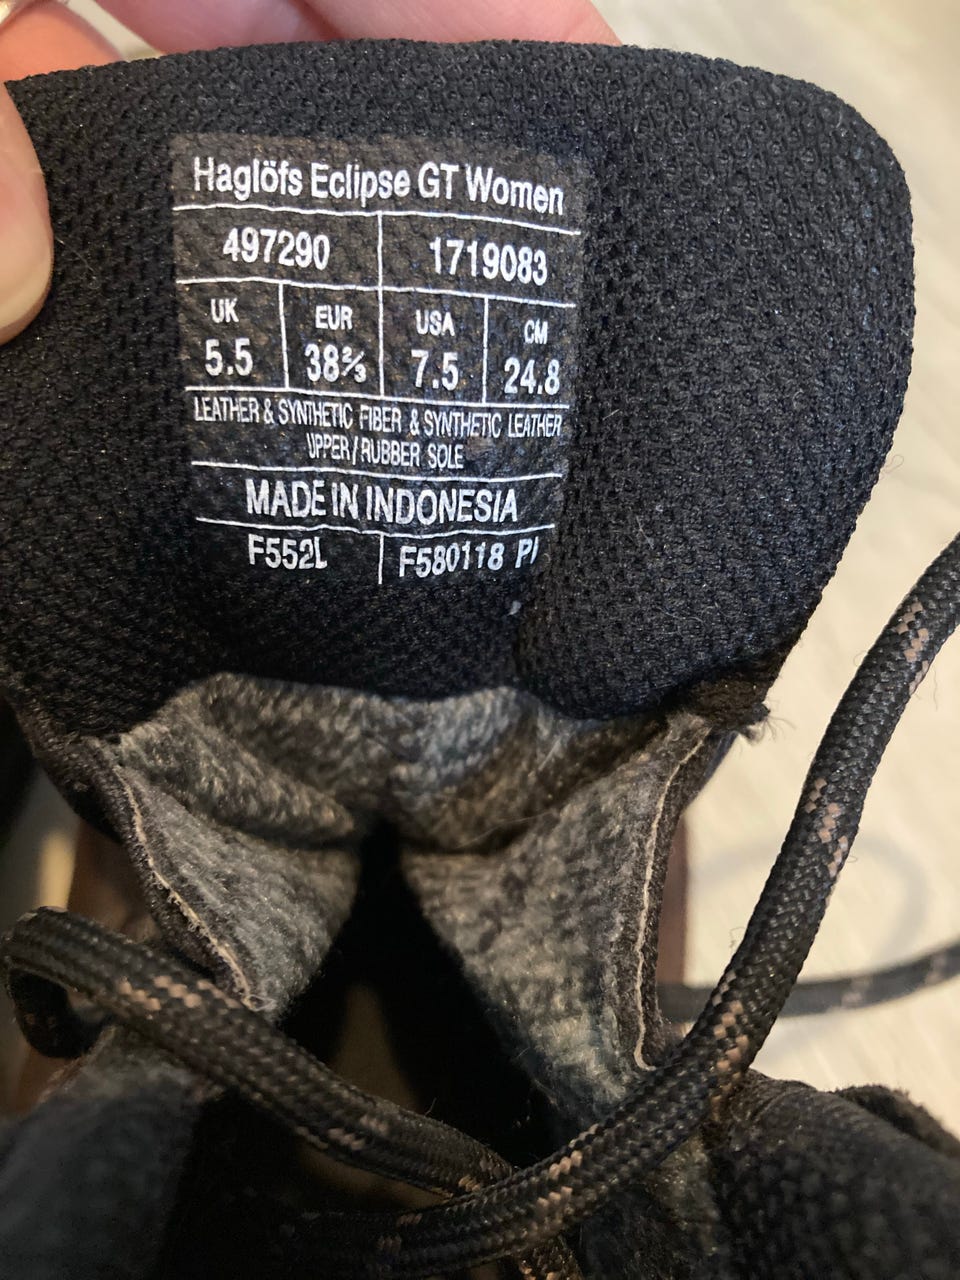 Haglöfs Eclipse GT Women
497290 1719083
UK EUR USA CM
5.5 38⅔ 7.5 24.8
LEATHER & SYNTHETIC FIBER & SYNTHETIC LEATHER
UPPER/RUBBER SOLE
MADE IN INDONESIA
F552L F580118